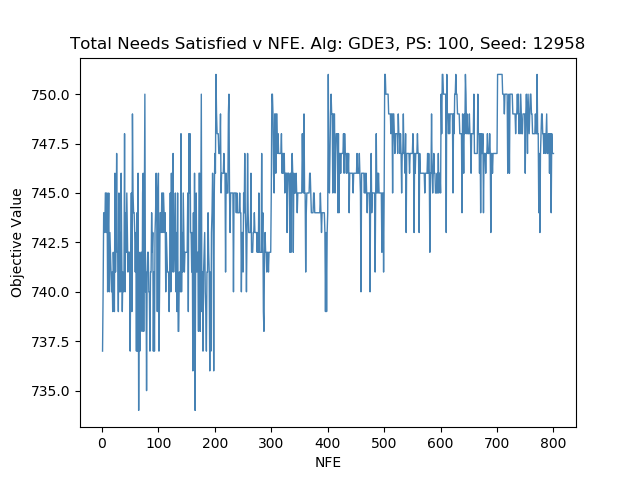 Total Needs Satisfied v NFE. Alg: GDE3, PS: 100, Seed: 12958
750.0
747.5
745.0
742.5
740.0
737.5
735.0
Objective Value
0 100 200 300 400 500 600 700 800
NFE